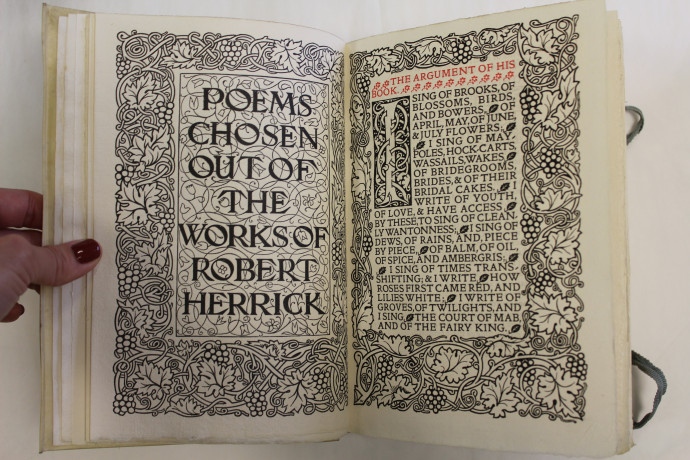 POEMS
CHOSEN
OUT OF
THE
WORKS OF
ROBERT
HERRICK
THE ARGUMENT OF HIS
BOOK.
I SING OF BROOKS, OF
BLOSSOMS, BIRDS,
AND BOWERS, OF
APRIL, MAY, OF JUNE,
& JULY FLOWERS;
I SING OF MAY-
POLES, HOCK-CARTS
WASSAILS, WAKES,
OF BRIDEGROOMS,
BRIDES, & OF THEIR
BRIDAL CAKES. I
WRITE OF YOUTH,
OF LOVE, & HAVE ACCESS
BY THESE, TO SING OF CLEAN-
LY WANTONNESS; I SING OF
DEWS, OF RAINS, AND PIECE
BY PIECE, OF BALM, OF OIL,
OF SPICE, AND AMBERGRIS;
I SING OF TIMES TRANS-
SHIFTING; & I WRITE HOW
ROSES FIRST CAME RED, AND
LILIES WHITE; I WRITE OF
GROVES, OF TWILIGHTS, AND
I SING THE COURT OF MAB
AND OF THE FAIRY KING.